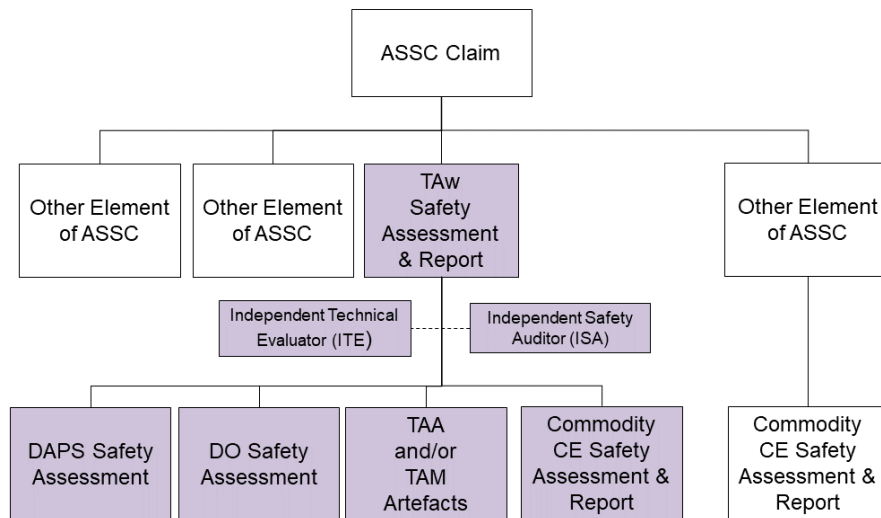 ASSC Claim
Other Element
of ASSC
Other Element
of ASSC
TAw
Safety
Assessment
& Report
Other Element
of ASSC
Independent Technical
Evaluator (ITE)
Independent Safety
Auditor (ISA)
DAPS Safety
Assessment
DO Safety
Assessment
TAA
and/or
TAM
Artefacts
Commodity
CE Safety
Assessment &
Report
Commodity
CE Safety
Assessment &
Report